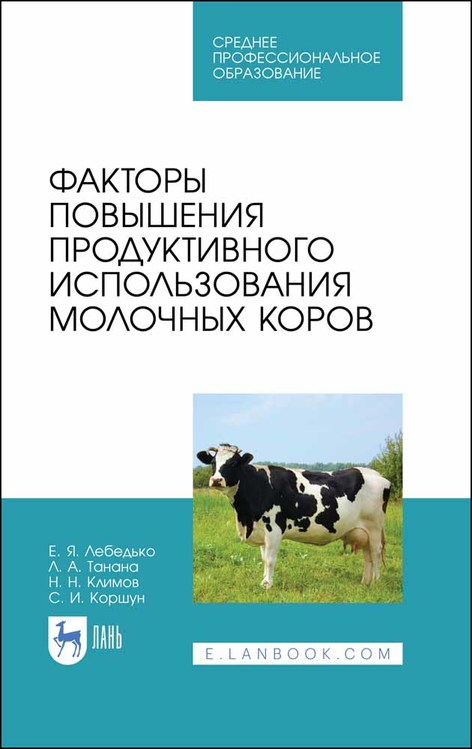 СРЕДНЕЕ
ПРОФЕССИОНАЛЬНОЕ
ОБРАЗОВАНИЕ
ФАКТОРЫ
ПОВЫШЕНИЯ
ПРОДУКТИВНОГО
ИСПОЛЬЗОВАНИЯ
МОЛОЧНЫХ КОРОВ
Е. Я. Лебедько
Л. А. Танана
Н. Н. Климов
С. И. Коршун
ЛАНЬ
E.LANBOOK.COM